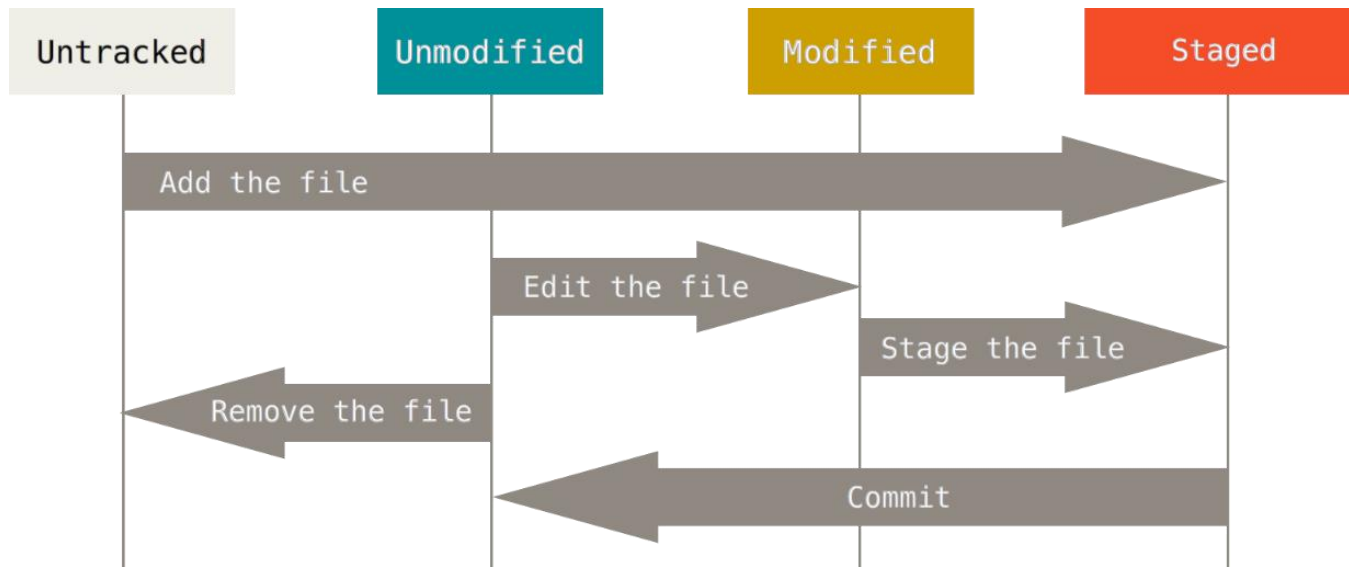 Untracked
Unmodified
Modified
Staged
Add the file
Edit the file
Stage the file
Remove the file
Commit